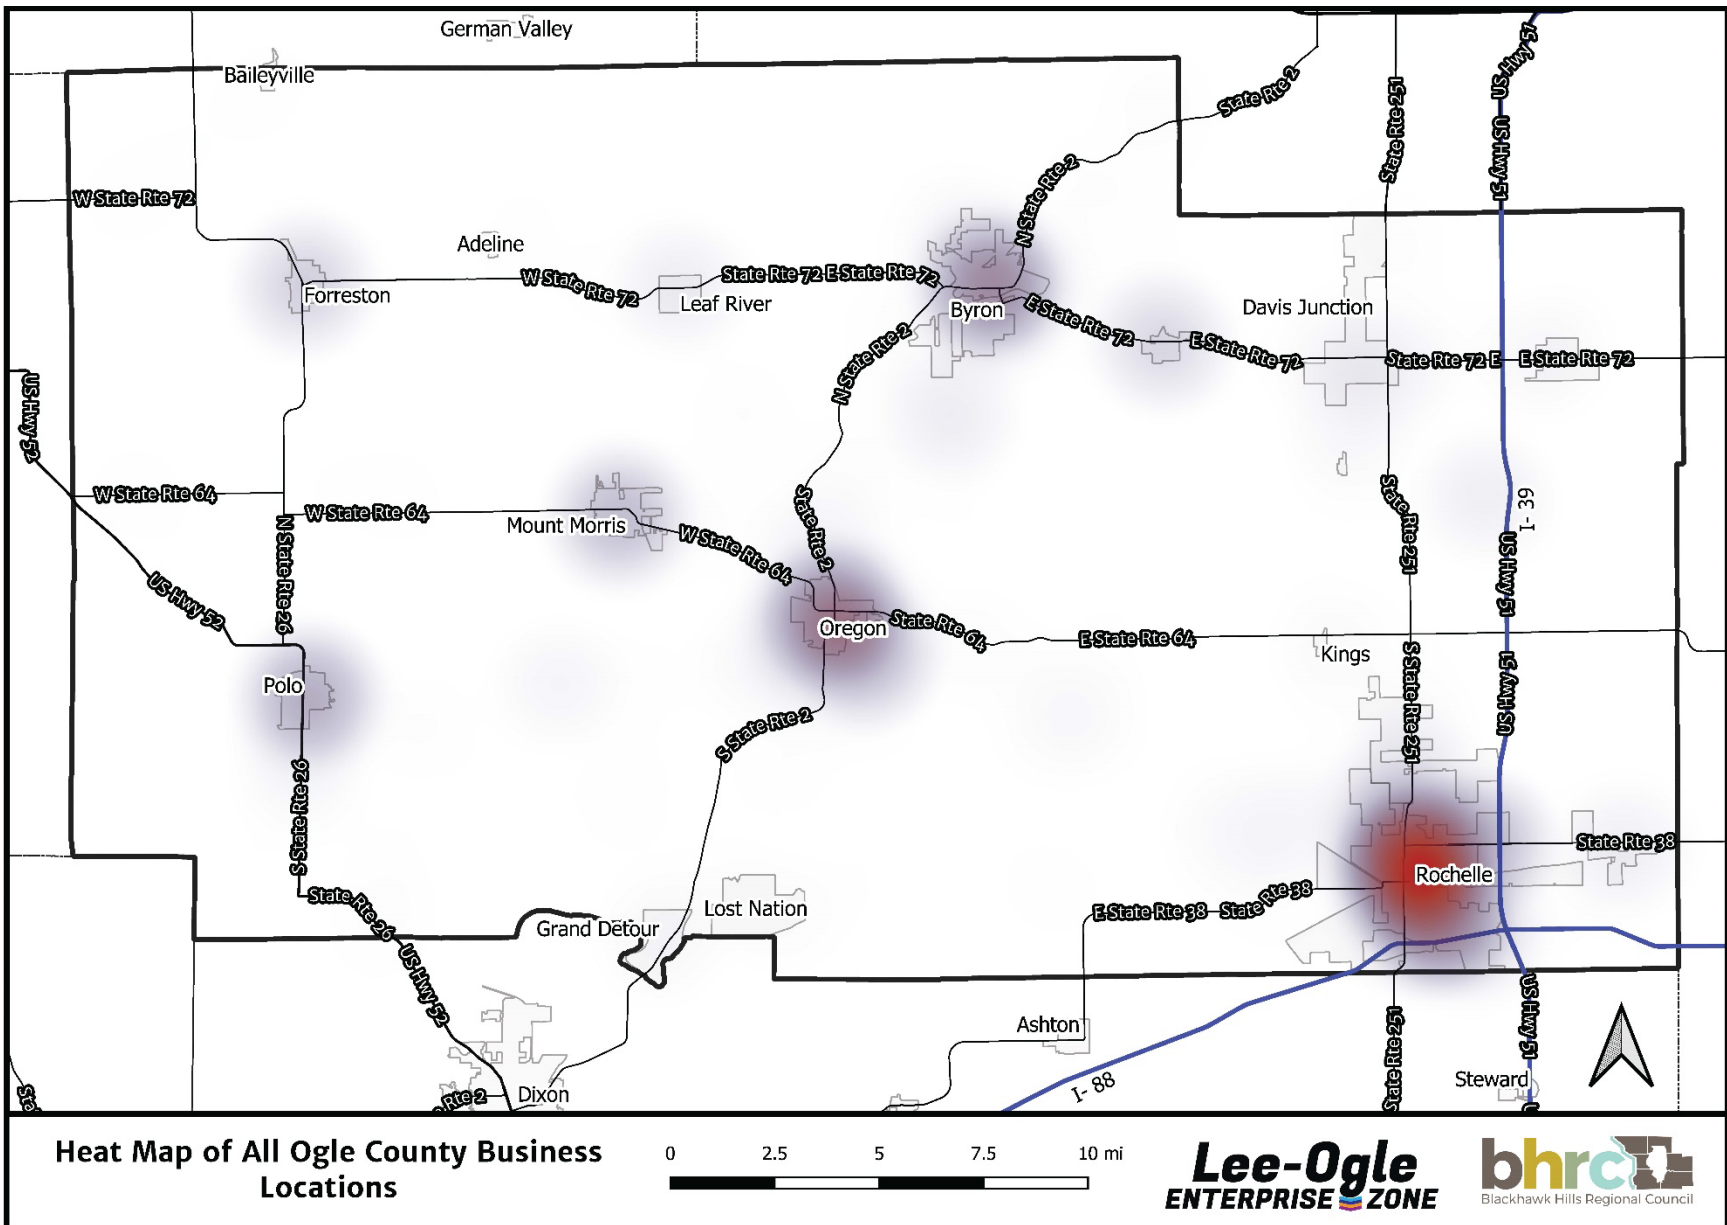 German Valley
Baileyville
State Rte 2
US Hwy 51
State Rte 251
US Hwy 51
W State Rte 72
N State Rte 2
Adeline
Forreston
W State Rte 72
Leaf River
State Rte 72
E State Rte 72
Byron
E State Rte 72
Davis Junction
E State Rte 72
State Rte 72 E
E State Rte 72
N State Rte 2
US Hwy 52
W State Rte 64
W State Rte 64
Mount Morris
W State Rte 64
State Rte 2
State Rte 251
I- 39
US Hwy 51
N State Rte 26
US Hwy 52
Oregon
State Rte 64
E State Rte 64
Kings
S State Rte 251
US Hwy 51
Polo
S State Rte 2
S State Rte 26
State Rte 38
Rochelle
State Rte 26
Lost Nation
Grand Detour
E State Rte 38
State Rte 38
US Hwy 52
Ashton
State Rte 251
US Hwy 51
I- 88
Steward
Dixon
Rte 2
Heat Map of All Ogle County Business
Locations
0 2.5 5 7.5 10 mi
Lee-Ogle
ENTERPRISE ZONE
bhrc
Blackhawk Hills Regional Council